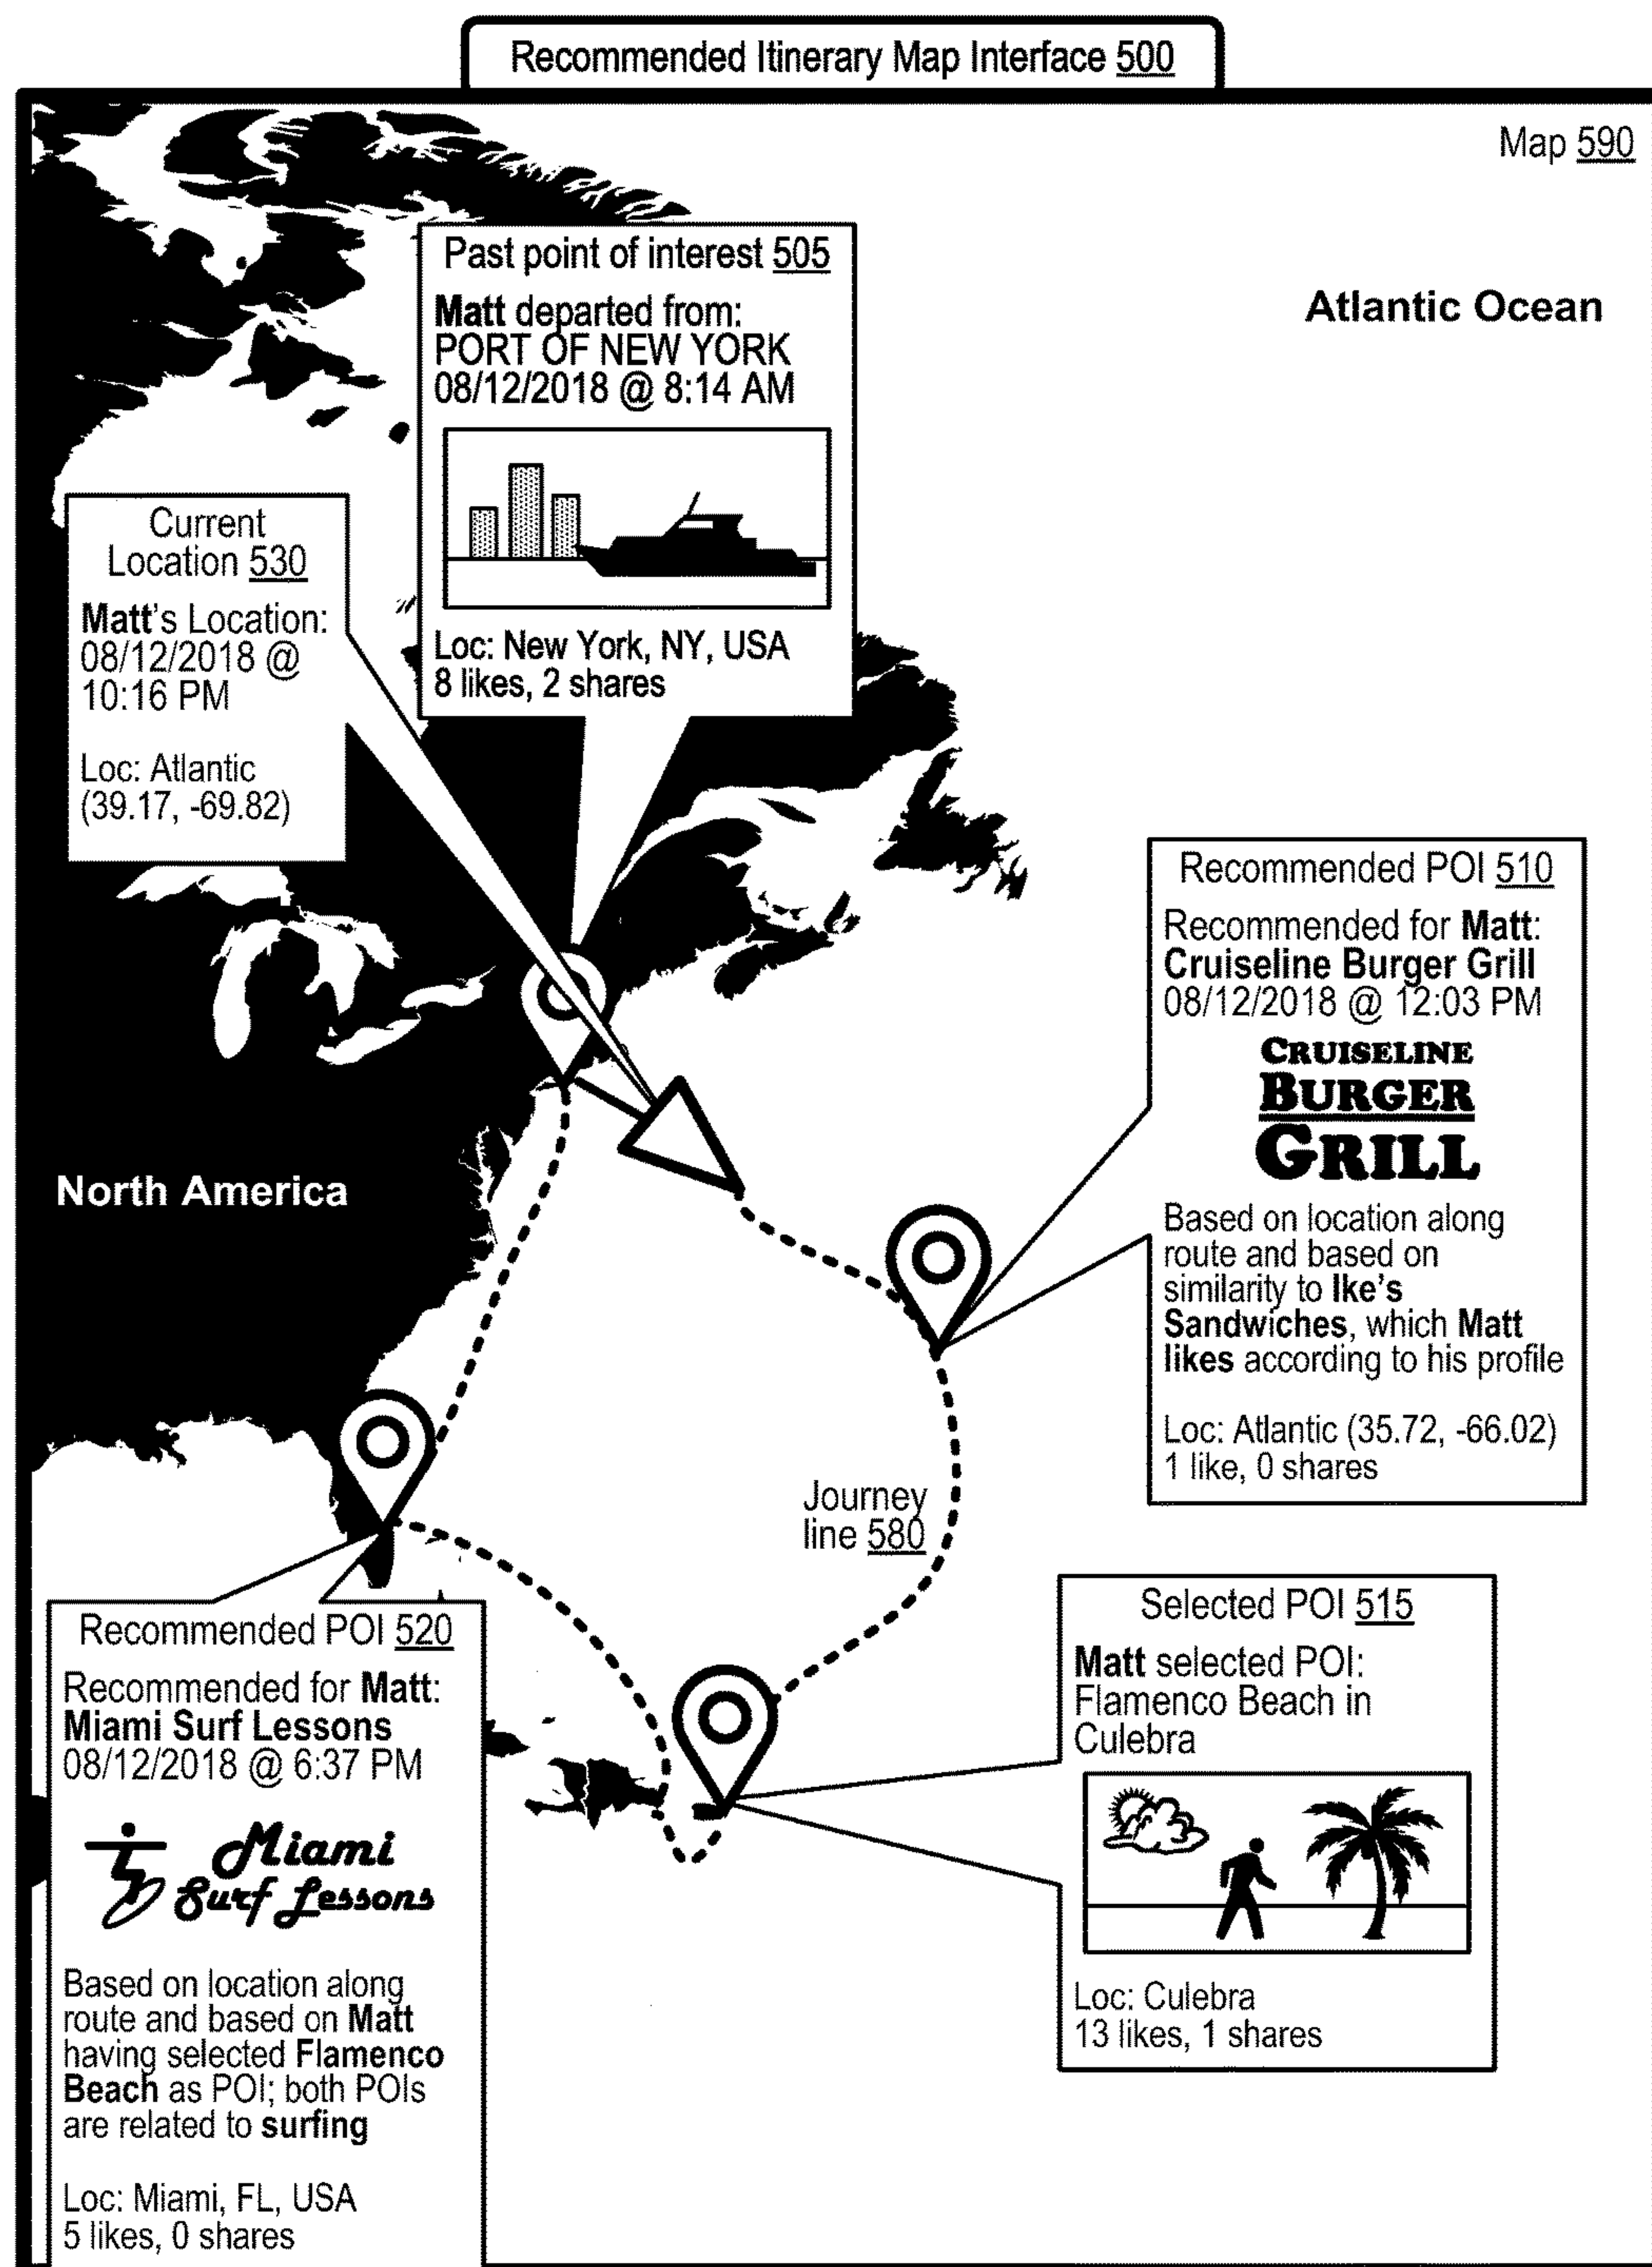 Recommended Itinerary Map Interface 500
Map 590
Atlantic Ocean
Past point of interest 505
Matt departed from:
PORT OF NEW YORK
08/12/2018 @ 8:14 AM
Loc: New York, NY, USA
8 likes, 2 shares
Current
Location 530
Matt's Location:
08/12/2018 @
10:16 PM
Loc: Atlantic
(39.17, -69.82)
Recommended POI 510
Recommended for Matt:
Cruiseline Burger Grill
08/12/2018 @ 12:03 PM
CRUISELINE
BURGER
GRILL
Based on location along
route and based on
similarity to Ike's
Sandwiches, which Matt
likes according to his profile
Loc: Atlantic (35.72, -66.02)
1 like, 0 shares
North America
Journey
line 580
Selected POI 515
Matt selected POI:
Flamenco Beach in
Culebra
Loc: Culebra
13 likes, 1 shares
Recommended POI 520
Recommended for Matt:
Miami Surf Lessons
08/12/2018 @ 6:37 PM
Miami
Surf Lessons
Based on location along
route and based on Matt
having selected Flamenco
Beach as POI; both POIs
are related to surfing
Loc: Miami, FL, USA
5 likes, 0 shares